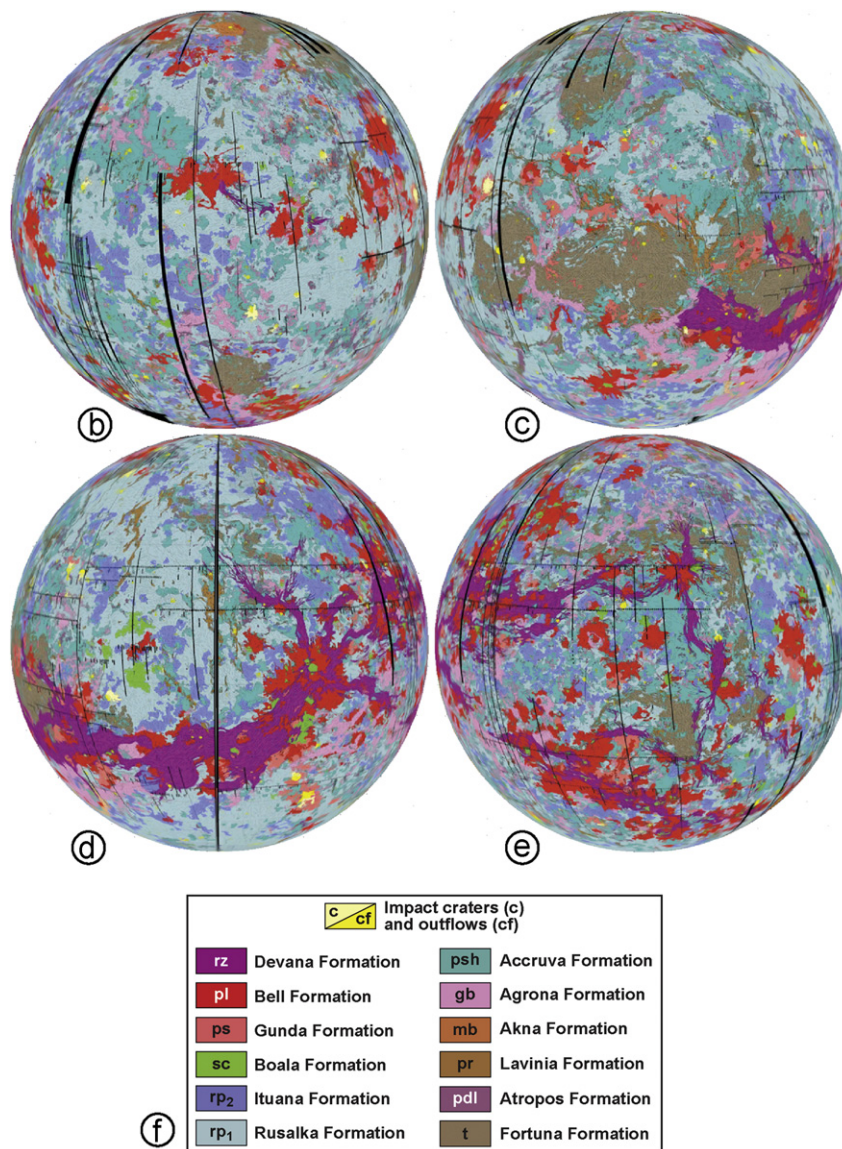 b
c
d
e
c
cf
Impact craters (c)
and outflows (cf)
rz Devana Formation
pl Bell Formation
ps Gunda Formation
sc Boala Formation
rp₂ Ituana Formation
rp₁ Rusalka Formation
psh Accruva Formation
gb Agrona Formation
mb Akna Formation
pr Lavinia Formation
pdl Atropos Formation
t Fortuna Formation
f